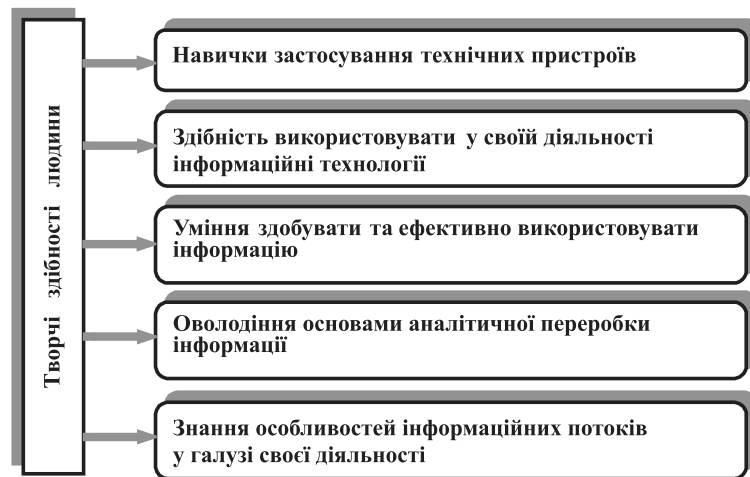 Творчі здібності людини
Навички застосування технічних пристроїв
Здібність використовувати у своїй діяльності
інформаційні технології
Уміння здобувати та ефективно використовувати
інформацію
Оволодіння основами аналітичної переробки
інформації
Знання особливостей інформаційних потоків
у галузі своєї діяльності